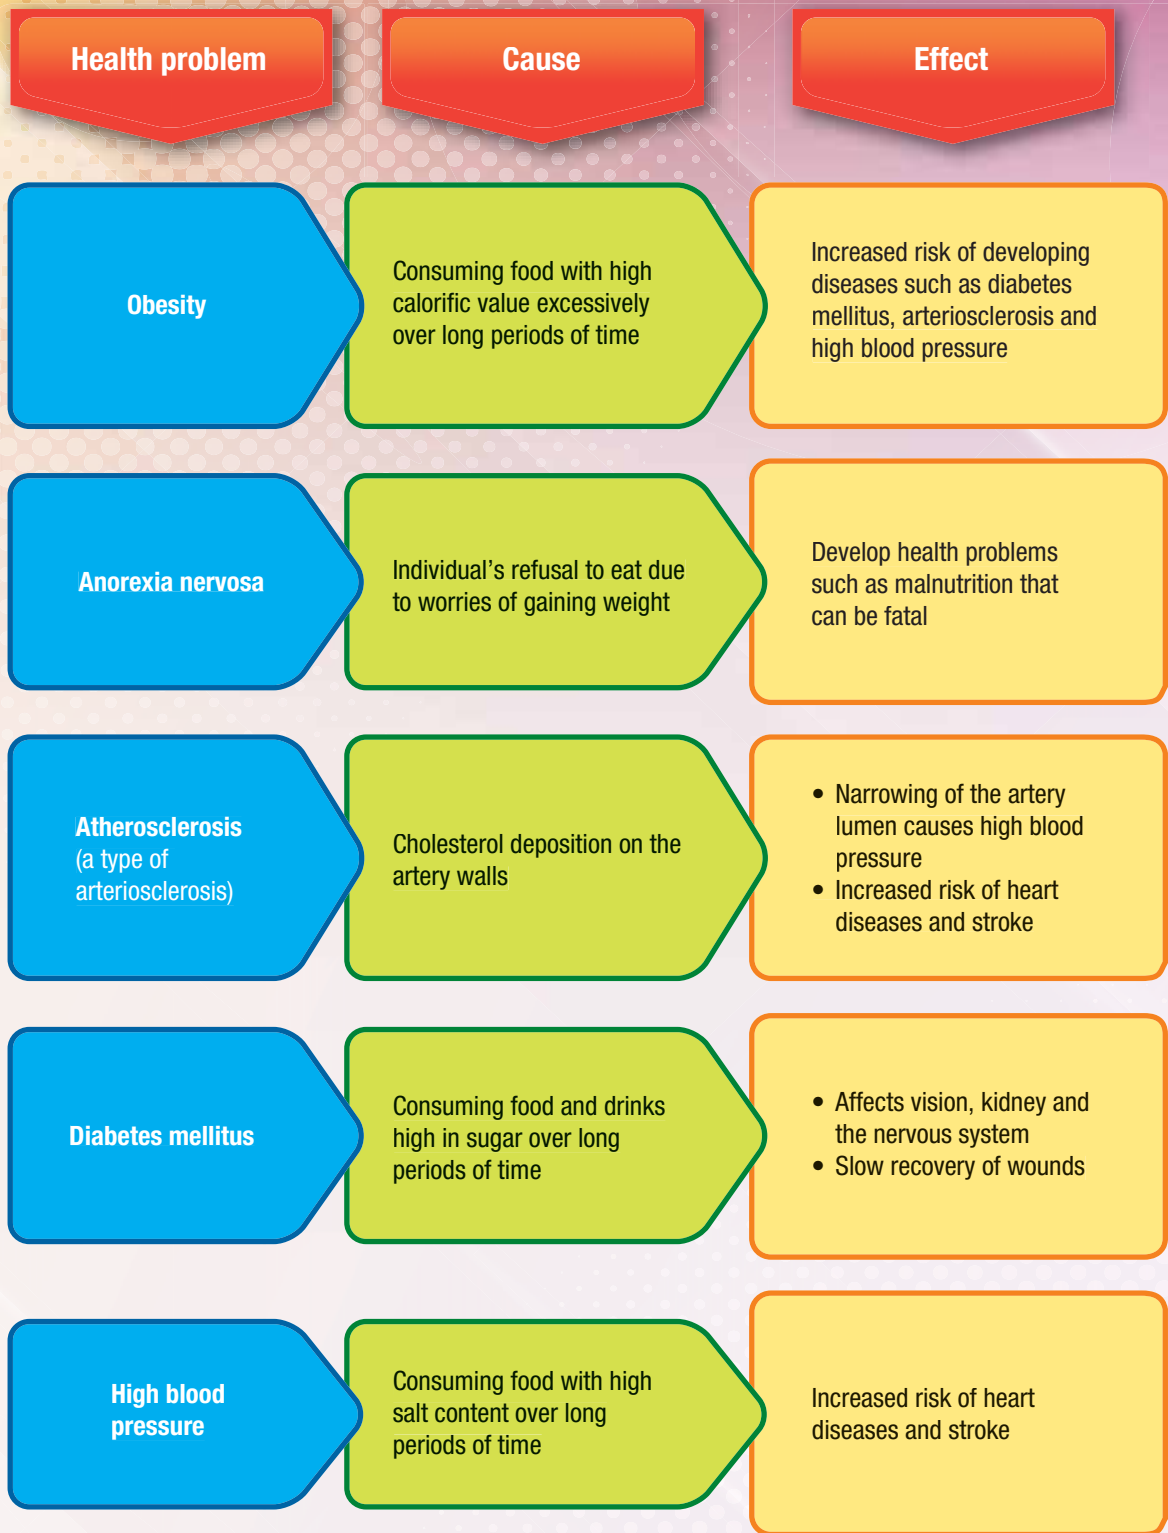 Health problem
Cause
Effect
Obesity
Consuming food with high
calorific value excessively
over long periods of time
Increased risk of developing
diseases such as diabetes
mellitus, arteriosclerosis and
high blood pressure
Anorexia nervosa
Individual's refusal to eat due
to worries of gaining weight
Develop health problems
such as malnutrition that
can be fatal
Atherosclerosis
(a type of
arteriosclerosis)
Cholesterol deposition on the
artery walls
• Narrowing of the artery
lumen causes high blood
pressure
• Increased risk of heart
diseases and stroke
Diabetes mellitus
Consuming food and drinks
high in sugar over long
periods of time
• Affects vision, kidney and
the nervous system
• Slow recovery of wounds
High blood
pressure
Consuming food with high
salt content over long
periods of time
Increased risk of heart
diseases and stroke